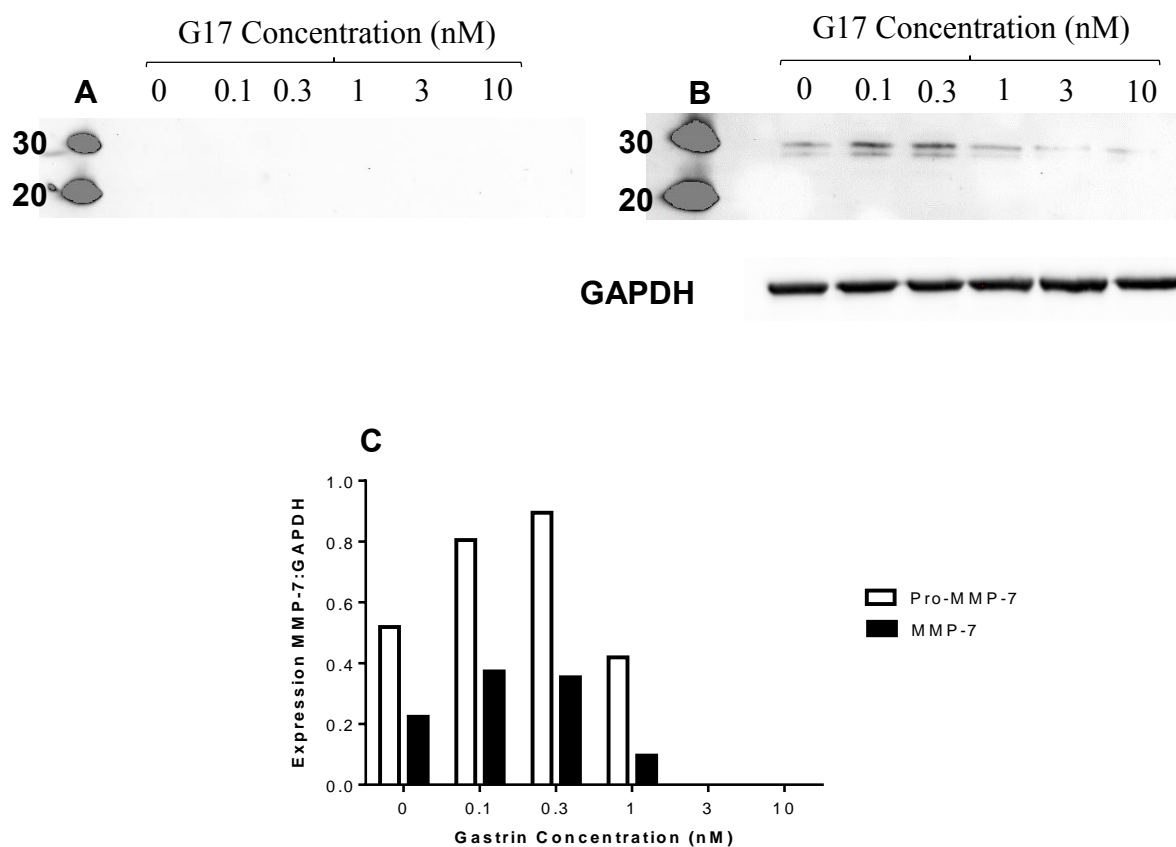 G17 Concentration (nM)
A 0 0.1 0.3 1 3 10
30
20
G17 Concentration (nM)
B 0 0.1 0.3 1 3 10
30
20
GAPDH
C
Expression MMP-7:GAPDH
1.0
0.8
0.6
0.4
0.2
0.0
0 0.1 0.3 1 3 10
Gastrin Concentration (nM)
Pro-MMP-7
MMP-7